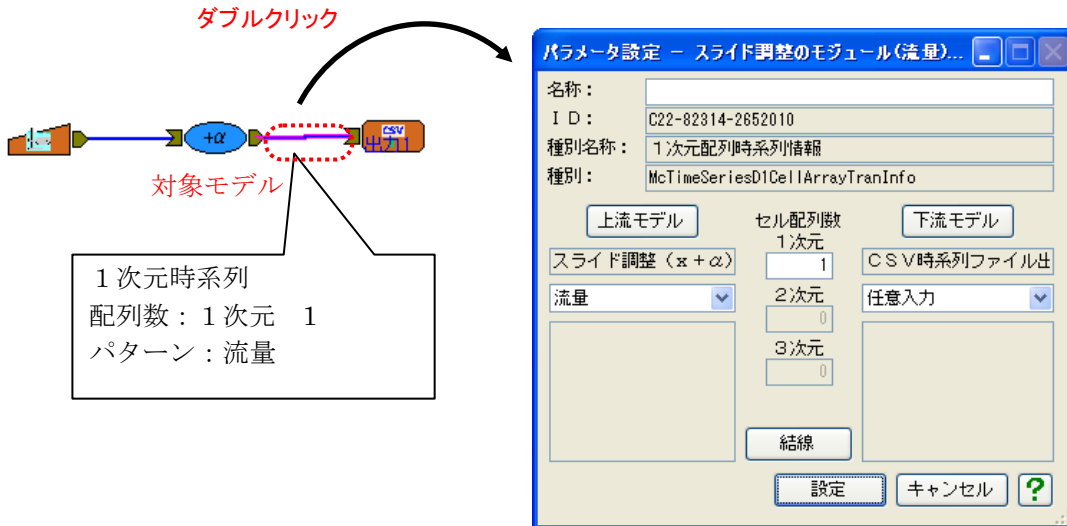 ダブルクリック
+α
CSV
出力1
対象モデル
１次元時系列
配列数：１次元　１
パターン：流量
パラメータ設定 － スライド調整のモジュール(流量)...
名称：
ＩＤ：
C22-82314-2652010
種別名称：
１次元配列時系列情報
種別：
McTimeSeriesD1CellArrayTranInfo
上流モデル
セル配列数
下流モデル
１次元
スライド調整（ｘ＋α）
1
ＣＳＶ時系列ファイル出
流量
２次元
任意入力
0
３次元
0
結線
設定
キャンセル
?